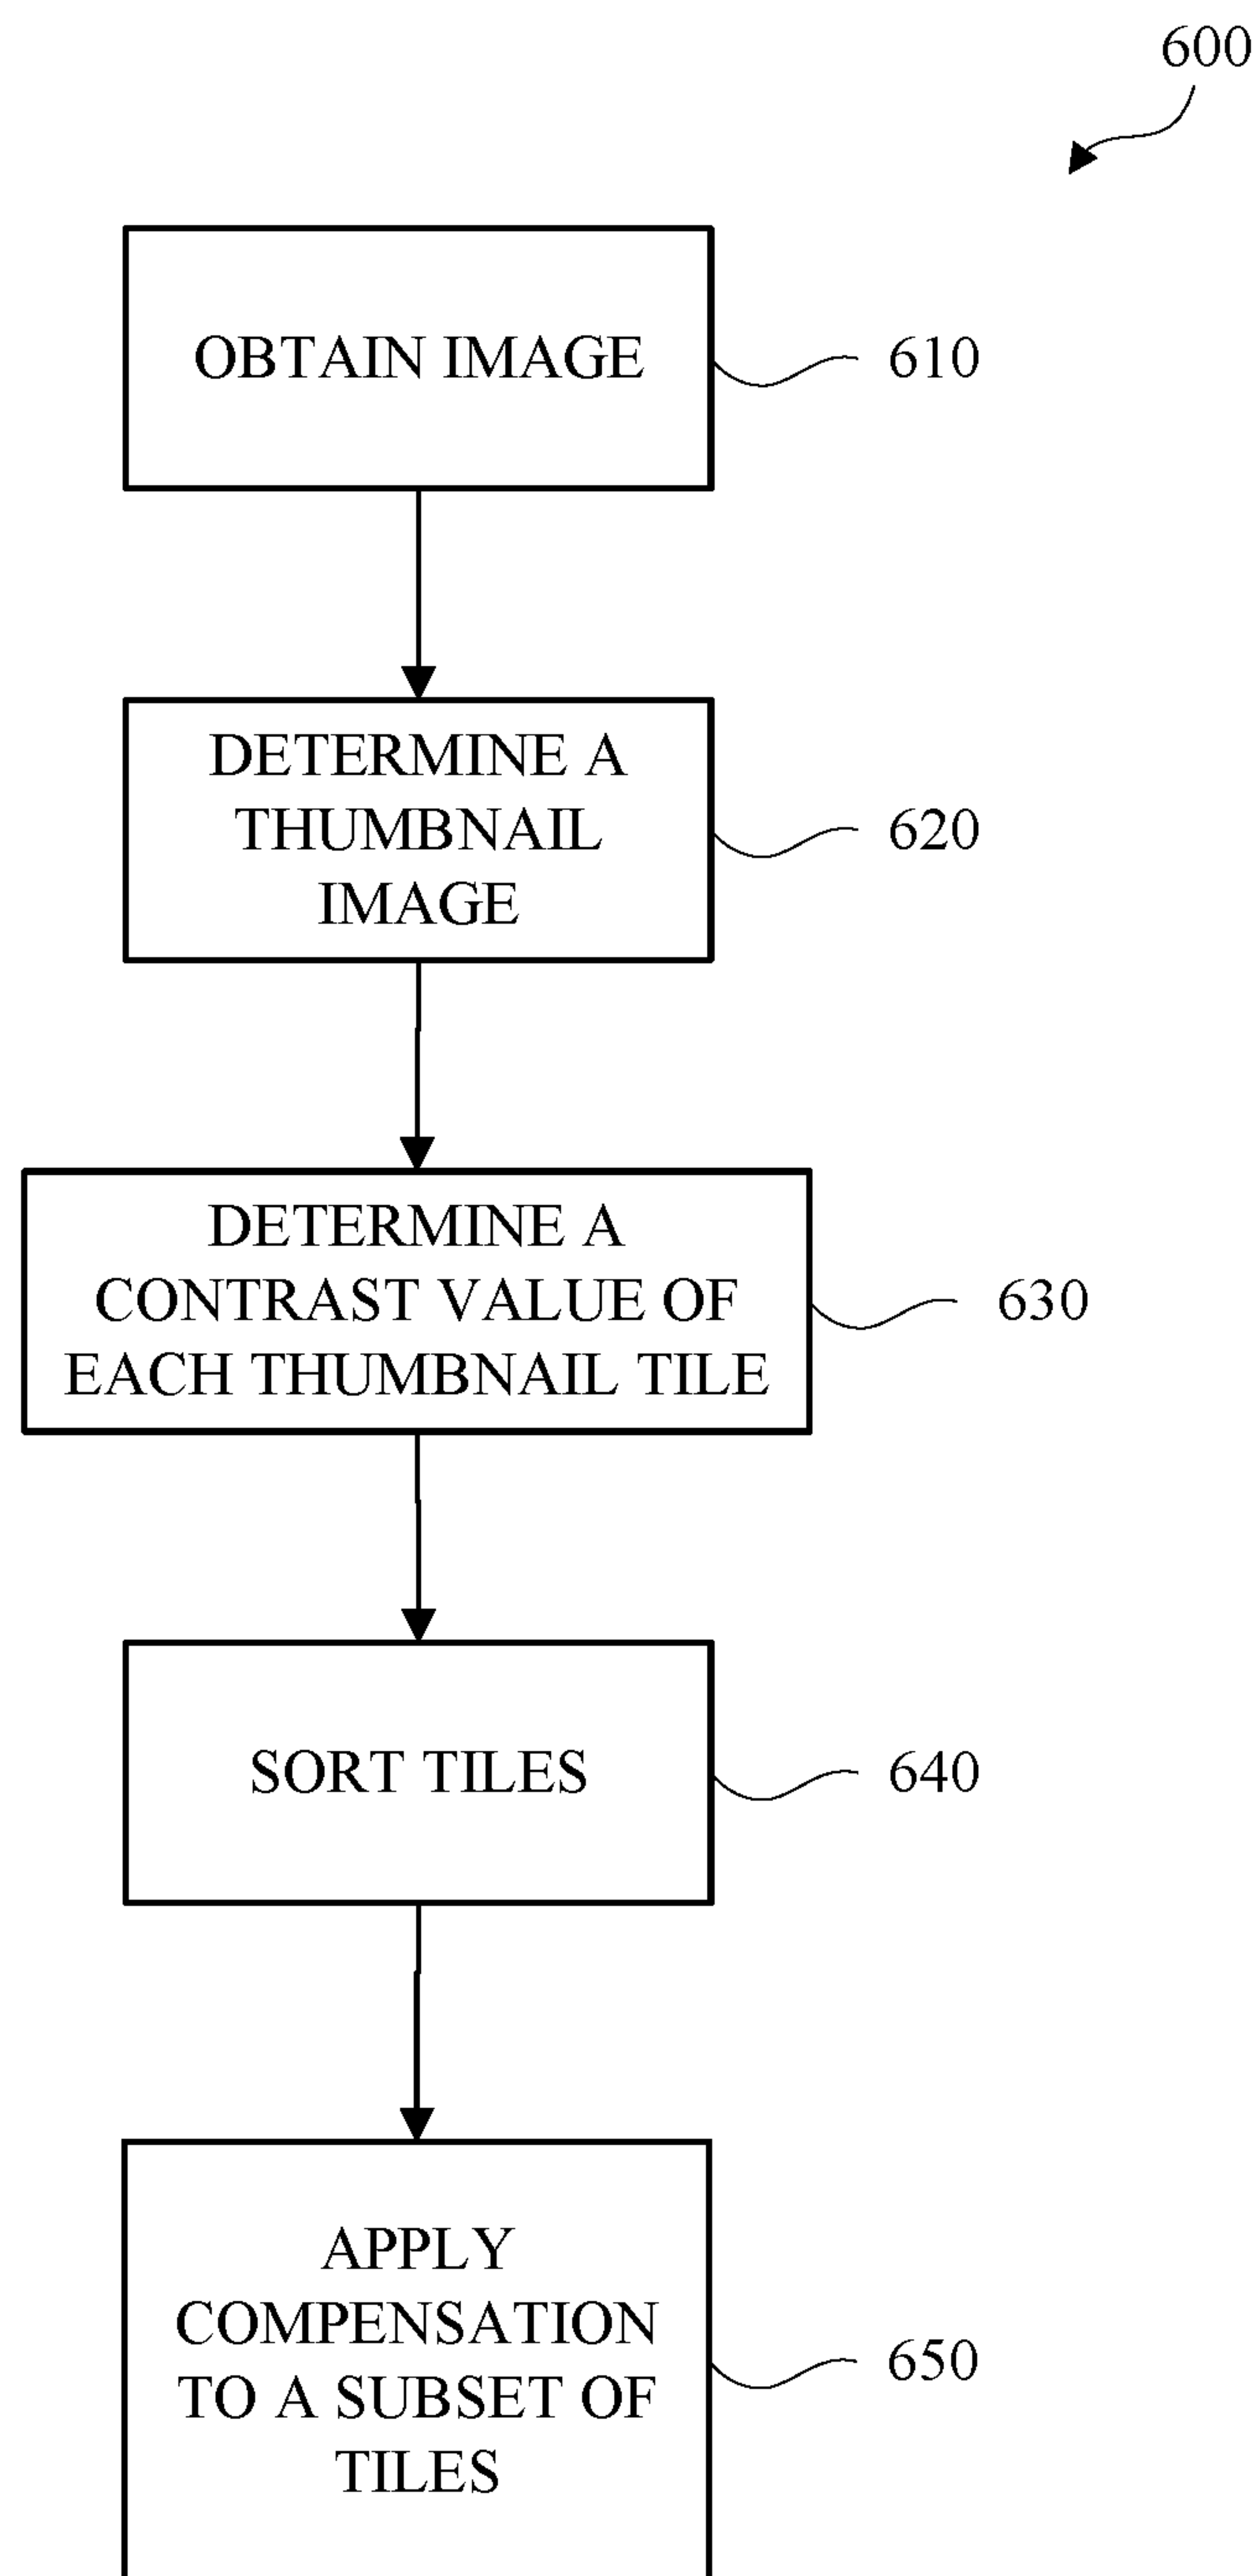 600
OBTAIN IMAGE
610
DETERMINE A
THUMBNAIL
IMAGE
620
DETERMINE A
CONTRAST VALUE OF
EACH THUMBNAIL TILE
630
SORT TILES
640
APPLY
COMPENSATION
TO A SUBSET OF
TILES
650